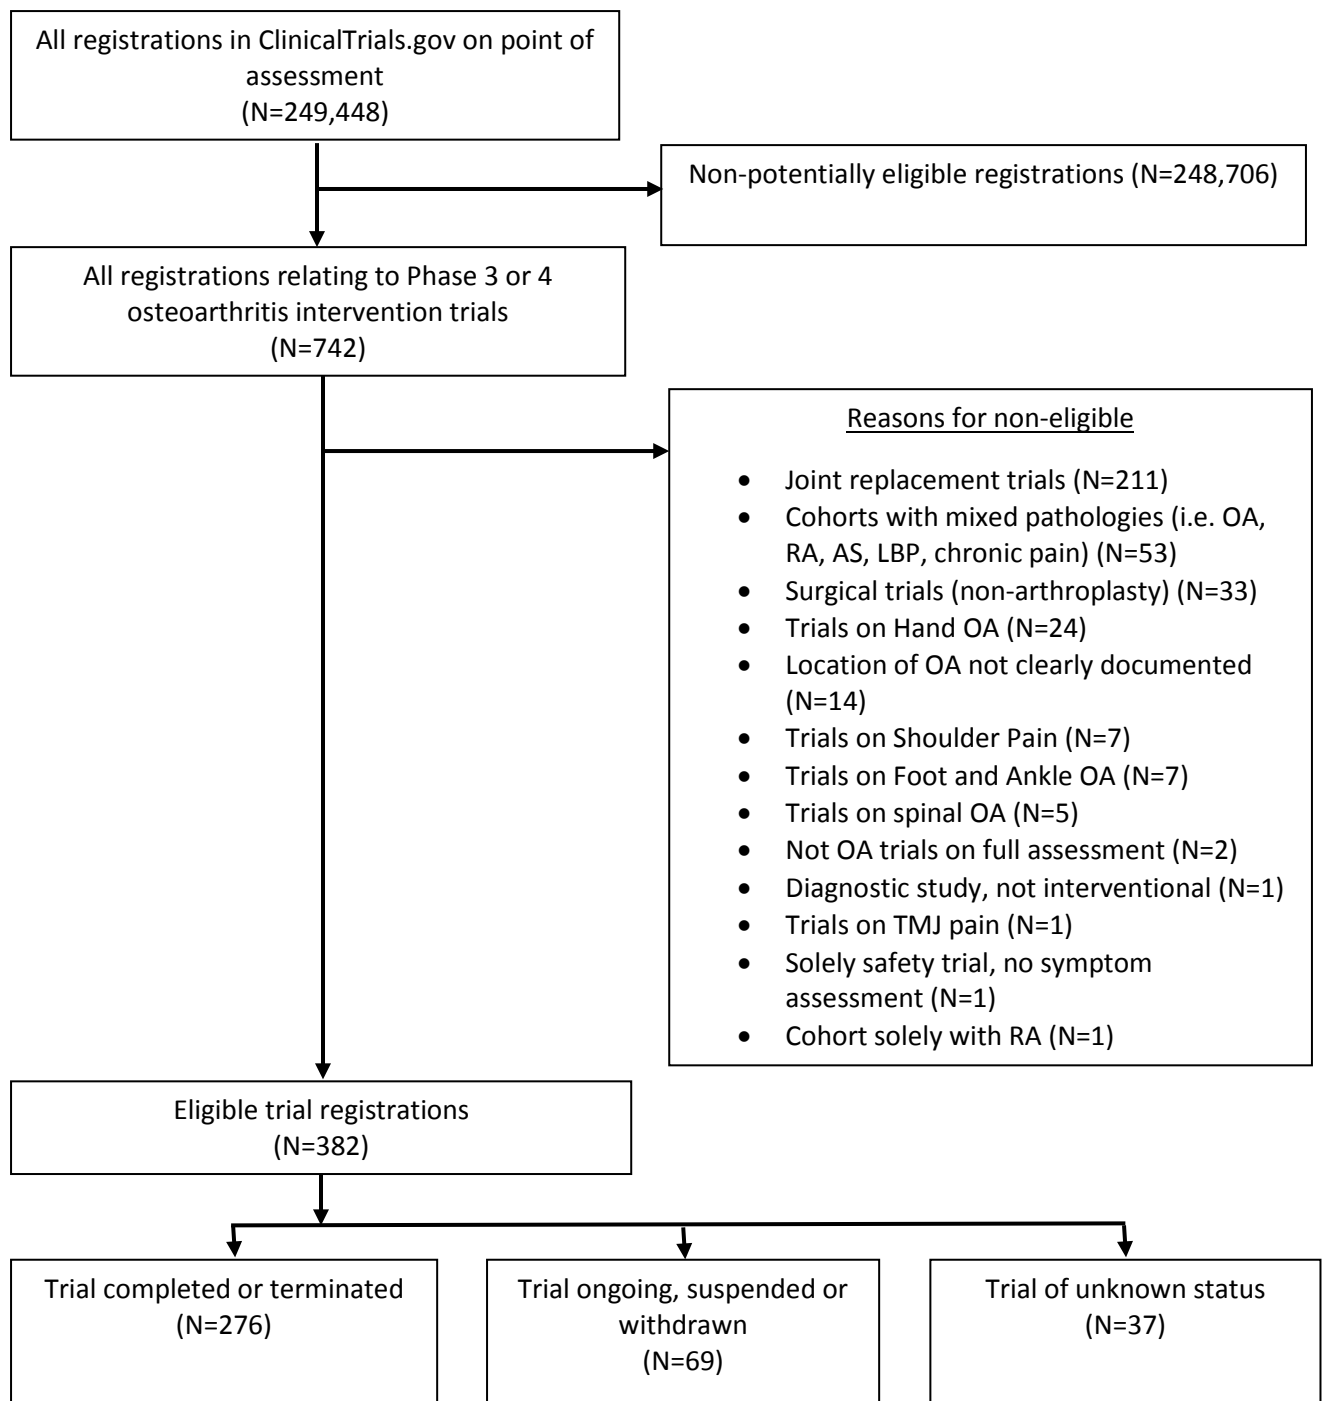 All registrations in ClinicalTrials.gov on point of
assessment
(N=249,448)
Non-potentially eligible registrations (N=248,706)
All registrations relating to Phase 3 or 4
osteoarthritis intervention trials
(N=742)
Reasons for non-eligible
• Joint replacement trials (N=211)
• Cohorts with mixed pathologies (i.e. OA,
RA, AS, LBP, chronic pain) (N=53)
• Surgical trials (non-arthroplasty) (N=33)
• Trials on Hand OA (N=24)
• Location of OA not clearly documented
(N=14)
• Trials on Shoulder Pain (N=7)
• Trials on Foot and Ankle OA (N=7)
• Trials on spinal OA (N=5)
• Not OA trials on full assessment (N=2)
• Diagnostic study, not interventional (N=1)
• Trials on TMJ pain (N=1)
• Solely safety trial, no symptom
assessment (N=1)
• Cohort solely with RA (N=1)
Eligible trial registrations
(N=382)
Trial completed or terminated
(N=276)
Trial ongoing, suspended or
withdrawn
(N=69)
Trial of unknown status
(N=37)